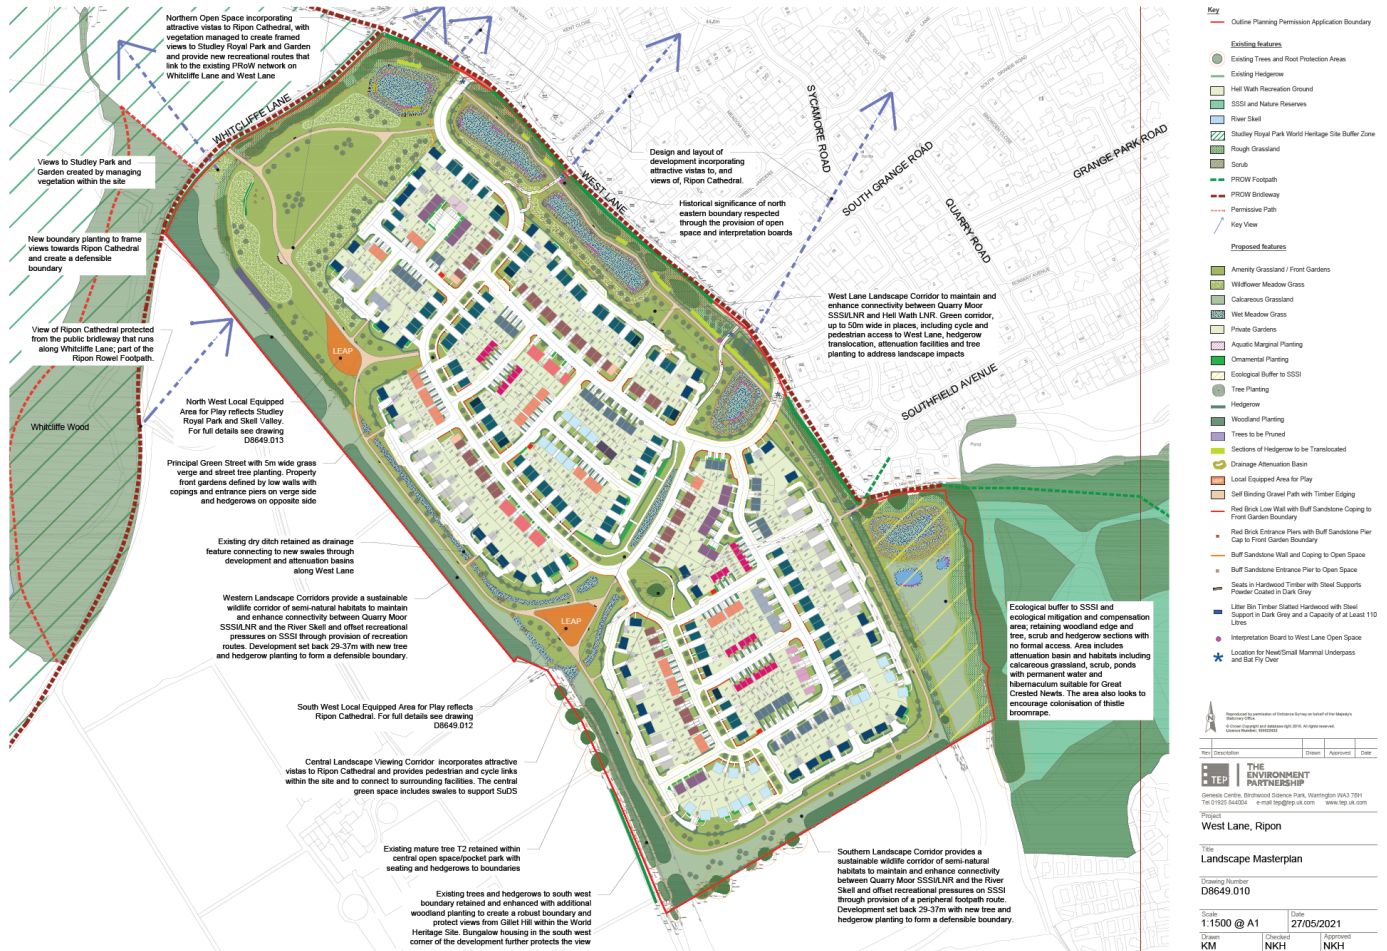 Northern Open Space incorporating
attractive vistas to Ripon Cathedral, with
vegetation managed to create framed
views to Studley Royal Park and Garden
and provide new recreational routes that
link to the existing PRoW network on
Whitcliffe Lane and West Lane
WHITCLIFFE LANE
Views to Studley Park and
Garden created by managing
vegetation within the site
New boundary planting to frame
views towards Ripon Cathedral
and create a defensible
boundary
View of Ripon Cathedral protected
from the public bridleway that runs
along Whitcliffe Lane; part of the
Ripon Rowel Footpath.
Whitcliffe Wood
North West Local Equipped
Area for Play reflects Studley
Royal Park and Skell Valley.
For full details see drawing
D8649.013
Principal Green Street with 5m wide grass
verge and street tree planting. Property
front gardens defined by low walls with
copings and entrance piers on verge side
and hedgerows on opposite side
Existing dry ditch retained as drainage
feature connecting to new swales through
development and attenuation basins
along West Lane
Western Landscape Corridors provide a sustainable
wildlife corridor of semi-natural habitats to maintain
and enhance connectivity between Quarry Moor
SSSI/LNR and the River Skell and offset recreational
pressures on SSSI through provision of recreation
routes. Development set back 29-37m with new tree
and hedgerow planting to form a defensible boundary.
South West Local Equipped Area for Play reflects
Ripon Cathedral. For full details see drawing
D8649.012
Central Landscape Viewing Corridor incorporates attractive
vistas to Ripon Cathedral and provides pedestrian and cycle links
within the site and to connect to surrounding facilities. The central
green space includes swales to support SuDS
Existing mature tree T2 retained within
central open space/pocket park with
seating and hedgerows to boundaries
Existing trees and hedgerows to south west
boundary retained and enhanced with additional
woodland planting to create a robust boundary and
protect views from Gillet Hill within the World
Heritage Site. Bungalow housing in the south west
corner of the development further protects the view
LEAP
LEAP
WEST LANE
Design and layout of
development incorporating
attractive vistas to, and
views of, Ripon Cathedral.
Historical significance of north
eastern boundary respected
through the provision of open
space and interpretation boards
SYCAMORE ROAD
SOUTH GRANGE ROAD
QUARRY ROAD
GRANGE PARK ROAD
SOUTHFIELD AVENUE
West Lane Landscape Corridor to maintain and
enhance connectivity between Quarry Moor
SSSI/LNR and Hell Wath LNR. Green corridor,
up to 50m wide in places, including cycle and
pedestrian access to West Lane, hedgerow
translocation, attenuation facilities and tree
planting to address landscape impacts
Pond
Ecological buffer to SSSI and
ecological mitigation and compensation
area; retaining woodland edge and
tree, scrub and hedgerow sections with
no formal access. Area includes
attenuation basin and habitats including
calcareous grassland, scrub, ponds
with permanent water and
hibernaculum suitable for Great
Crested Newts. The area also looks to
encourage colonisation of thistle
broomrape.
Southern Landscape Corridor provides a
sustainable wildlife corridor of semi-natural
habitats to maintain and enhance connectivity
between Quarry Moor SSSI/LNR and the River
Skell and offset recreational pressures on SSSI
through provision of a peripheral footpath route.
Development set back 29-37m with new tree and
hedgerow planting to form a defensible boundary.
Key
Outline Planning Permission Application Boundary
Existing features
Existing Trees and Root Protection Areas
Existing Hedgerow
Hell Wath Recreation Ground
SSSI and Nature Reserves
River Skell
Studley Royal Park World Heritage Site Buffer Zone
Rough Grassland
Scrub
PROW Footpath
PROW Bridleway
Permissive Path
Key View
Proposed features
Amenity Grassland / Front Gardens
Wildflower Meadow Grass
Calcareous Grassland
Wet Meadow Grass
Private Gardens
Aquatic Marginal Planting
Ornamental Planting
Ecological Buffer to SSSI
Tree Planting
Hedgerow
Woodland Planting
Trees to be Pruned
Sections of Hedgerow to be Translocated
Drainage Attenuation Basin
Local Equipped Area for Play
Self Binding Gravel Path with Timber Edging
Red Brick Low Wall with Buff Sandstone Coping to
Front Garden Boundary
Red Brick Entrance Piers with Buff Sandstone Pier
Cap to Front Garden Boundary
Buff Sandstone Wall and Coping to Open Space
Buff Sandstone Entrance Pier to Open Space
Seats in Hardwood Timber with Steel Supports
Powder Coated in Dark Grey
Litter Bin Timber Slatted Hardwood with Steel
Support in Dark Grey and a Capacity of at Least 110
Litres
Interpretation Board to West Lane Open Space
Location for Newt/Small Mammal Underpass
and Bat Fly Over
Rev Description Drawn Approved Date
TEP THE
ENVIRONMENT
PARTNERSHIP
Genesis Centre, Birchwood Science Park, Warrington WA3 7BH
Tel 01925 844004 e-mail tep@tep.uk.com www.tep.uk.com
Project
West Lane, Ripon
Title
Landscape Masterplan
Drawing Number
D8649.010
Scale Date
1:1500 @ A1 27/05/2021
Drawn Checked Approved
KM NKH NKH